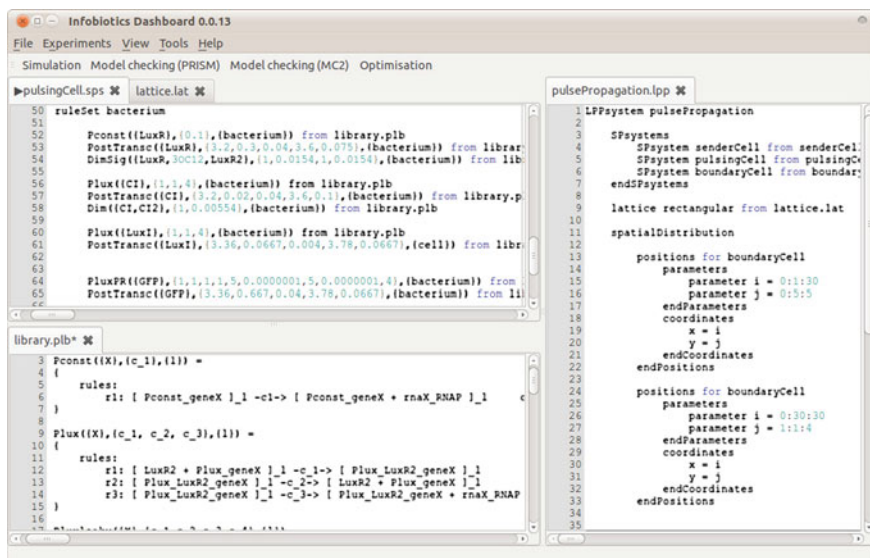 Infobiotics Dashboard 0.0.13
File Experiments View Tools Help
Simulation Model checking (PRISM) Model checking (MC2) Optimisation
▶pulsingCell.sps ✖ lattice.lat ✖
50 ruleSet bacterium
51
52 Pconst({LuxR},{0.1},{bacterium}) from library.plb
53 PostTransc({LuxR},{3.2,0.3,0.04,3.6,0.075},{bacterium}) from librar
54 DimSig({LuxR,3OC12,LuxR2},{1,0.0154,1,0.0154},{bacterium}) from lib
55
56 Plux({CI},{1,1,4},{bacterium}) from library.plb
57 PostTransc({CI},{3.2,0.02,0.04,3.6,0.1},{bacterium}) from library.p
58 Dim({CI,CI2},{1,0.00554},{bacterium}) from library.plb
59
60 Plux({LuxI},{1,1,4},{bacterium}) from library.plb
61 PostTransc({LuxI},{3.36,0.0667,0.004,3.78,0.0667},{cell}) from libr
62
63
64 PluxPR({GFP},{1,1,1,1,5,0.0000001,5,0.0000001,4},{bacterium}) from
65 PostTransc({GFP},{3.36,0.667,0.04,3.78,0.0667},{bacterium}) from li
66
library.plb* ✖
3 Pconst({X},{c_1},{l}) =
4 {
5 rules:
6 r1: [ Pconst_geneX ]_l -c1-> [ Pconst_geneX + rnaX_RNAP ]_l c
7 }
8
9 Plux({X},{c_1, c_2, c_3},{l}) =
10 {
11 rules:
12 r1: [ LuxR2 + Plux_geneX ]_l -c_1-> [ Plux_LuxR2_geneX ]_l
13 r2: [ Plux_LuxR2_geneX ]_l -c_2-> [ LuxR2 + Plux_geneX ]_l
14 r3: [ Plux_LuxR2_geneX ]_l -c_3-> [ Plux_LuxR2_geneX + rnaX_RNAP
15 }
16
17
pulsePropagation.lpp ✖
1 LPPsystem pulsePropagation
2
3 SPsystems
4 SPsystem senderCell from senderCel
5 SPsystem pulsingCell from pulsingCe
6 SPsystem boundaryCell from boundar
7 endSPsystems
8
9 lattice rectangular from lattice.lat
10
11 spatialDistribution
12
13 positions for boundaryCell
14 parameters
15 parameter i = 0:1:30
16 parameter j = 0:5:5
17 endParameters
18 coordinates
19 x = i
20 y = j
21 endCoordinates
22 endPositions
23
24 positions for boundaryCell
25 parameters
26 parameter i = 0:30:30
27 parameter j = 1:1:4
28 endParameters
29 coordinates
30 x = i
31 y = j
32 endCoordinates
33 endPositions
34
35